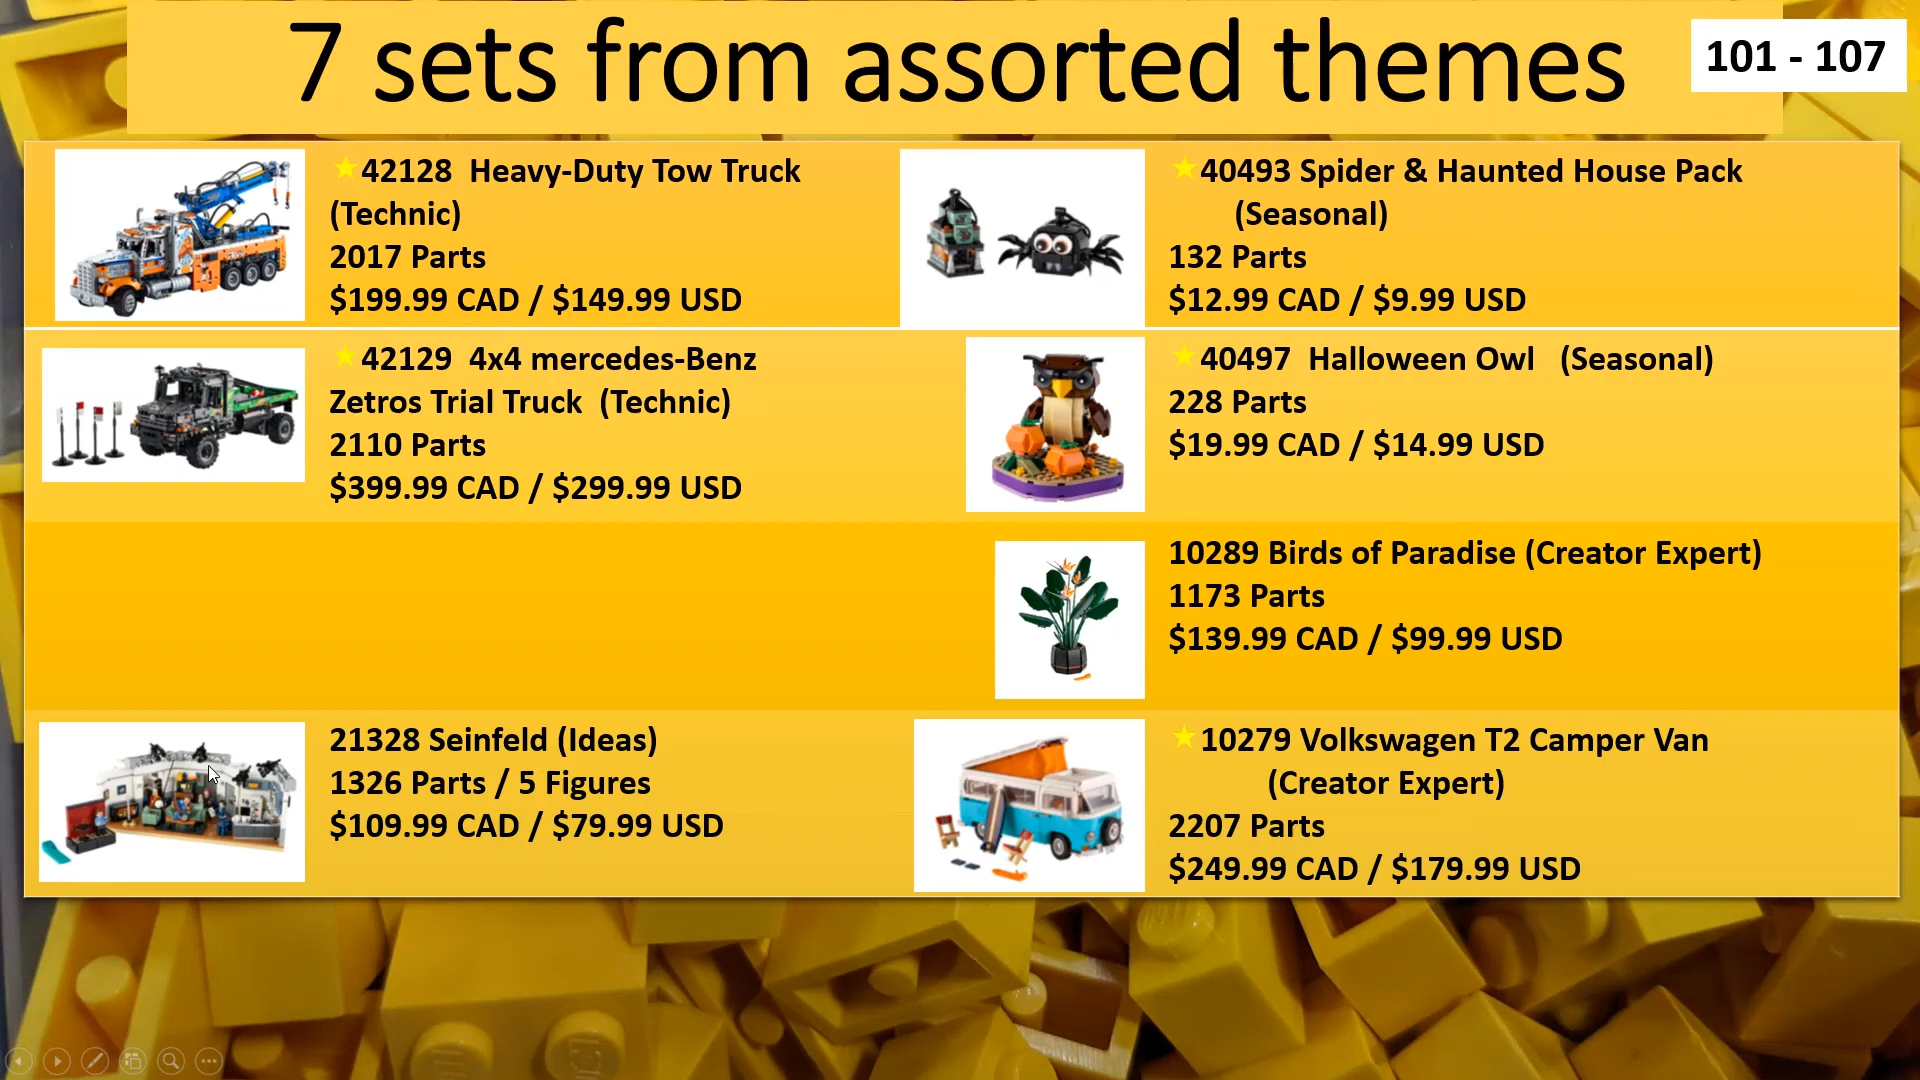 7 sets from assorted themes
101 - 107
42128  Heavy-Duty Tow Truck
(Technic)
2017 Parts
$199.99 CAD / $149.99 USD
40493 Spider & Haunted House Pack
(Seasonal)
132 Parts
$12.99 CAD / $9.99 USD
42129  4x4 mercedes-Benz
Zetros Trial Truck  (Technic)
2110 Parts
$399.99 CAD / $299.99 USD
40497  Halloween Owl   (Seasonal)
228 Parts
$19.99 CAD / $14.99 USD
10289 Birds of Paradise (Creator Expert)
1173 Parts
$139.99 CAD / $99.99 USD
21328 Seinfeld (Ideas)
1326 Parts / 5 Figures
$109.99 CAD / $79.99 USD
10279 Volkswagen T2 Camper Van
(Creator Expert)
2207 Parts
$249.99 CAD / $179.99 USD